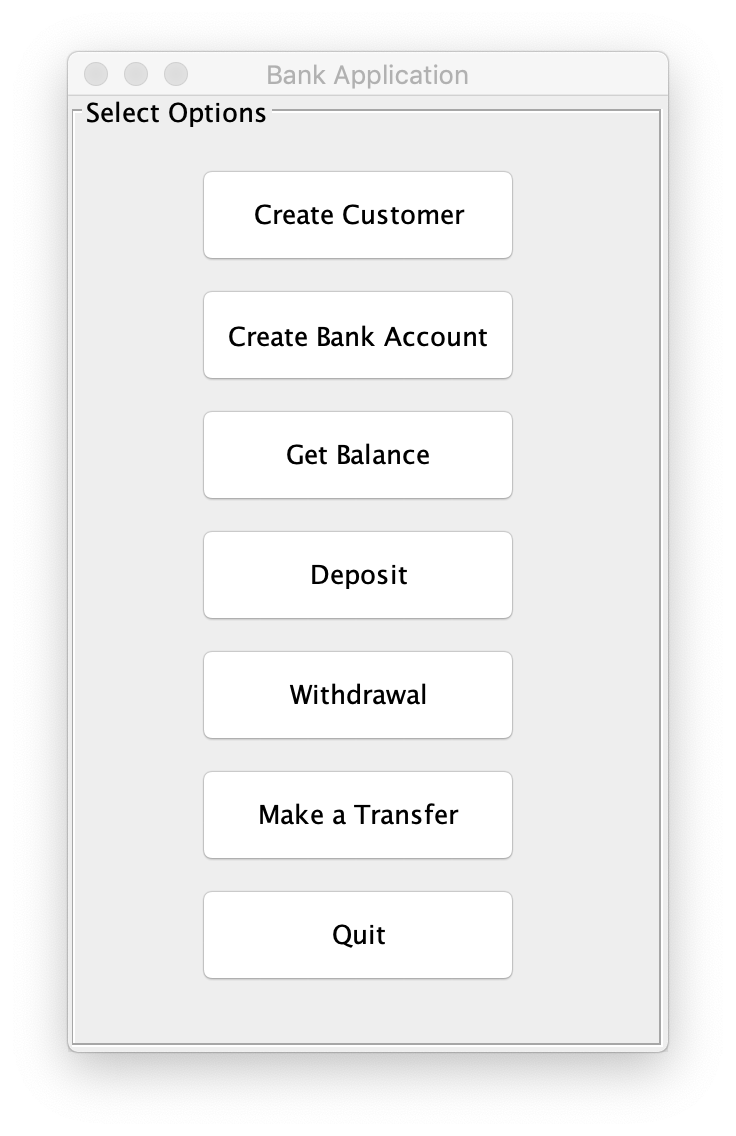 Bank Application
Select Options
Create Customer
Create Bank Account
Get Balance
Deposit
Withdrawal
Make a Transfer
Quit